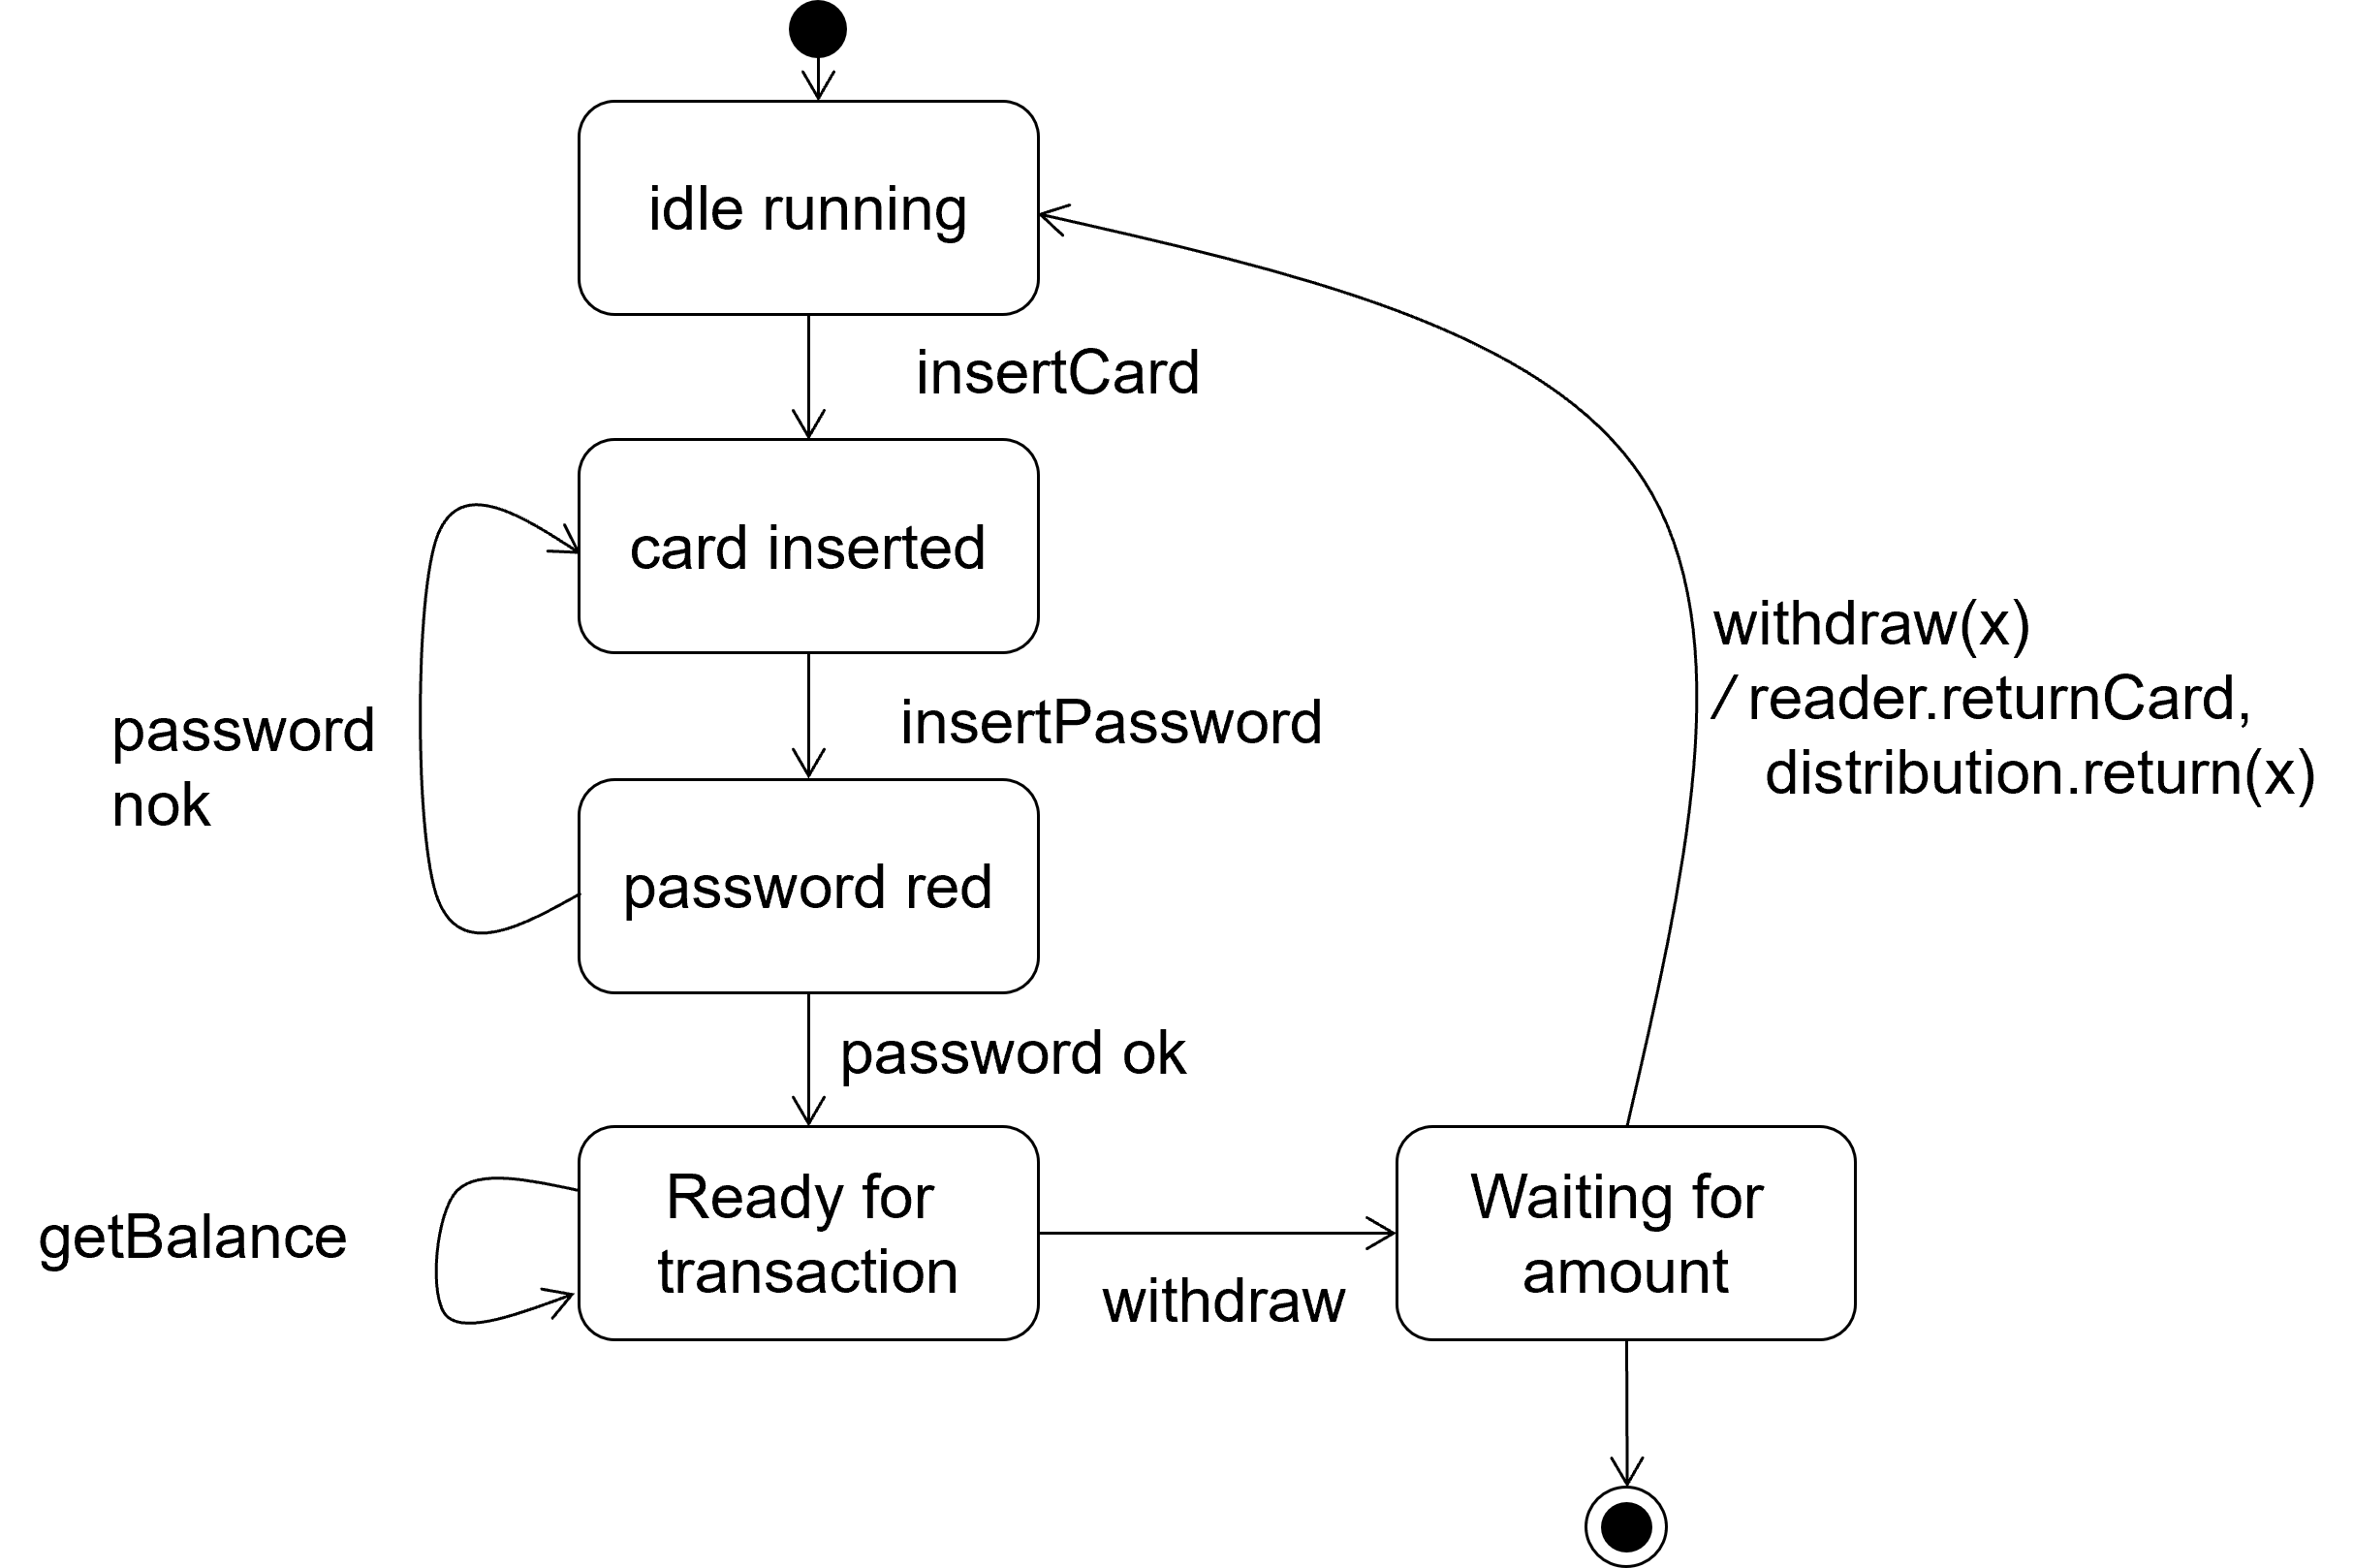 idle running
insertCard
card inserted
insertPassword
password
nok
password red
password ok
Ready for
transaction
getBalance
withdraw
Waiting for
amount
withdraw(x)
/ reader.returnCard,
distribution.return(x)